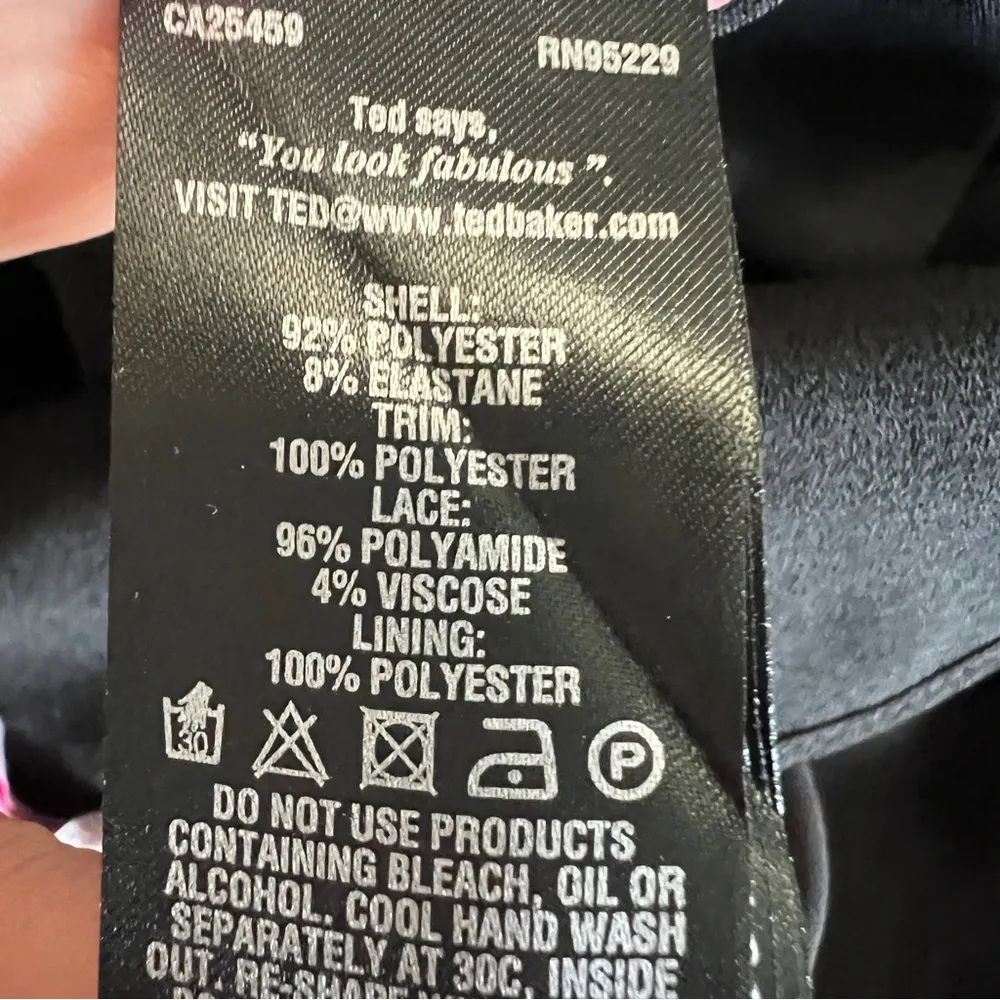 CA25459
RN95229
Ted says,
“You look fabulous”.
VISIT TED@www.tedbaker.com
SHELL:
92% POLYESTER
8% ELASTANE
TRIM:
100% POLYESTER
LACE:
96% POLYAMIDE
4% VISCOSE
LINING:
100% POLYESTER
30 P
DO NOT USE PRODUCTS
CONTAINING BLEACH, OIL OR
ALCOHOL. COOL HAND WASH
SEPARATELY AT 30C, INSIDE
OUT. RE-SHAPE